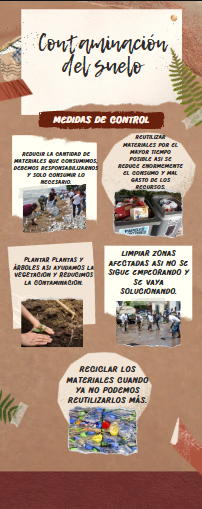 Contaminación
del suelo
MEDIDAS DE CONTROL
REDUCIR LA CANTIDAD DE
MATERIALES QUE CONSUMIMOS,
DEBEMOS RESPONSABILIZARNOS
Y SOLO CONSUMIR LO
NECESARIO.
REUTILIZAR
MATERIALES POR EL
MAYOR TIEMPO
POSIBLE ASI SE
REDUCE ENORMEMENTE
EL CONSUMO Y MAL
GASTO DE LOS
RECURSOS.
PLANTAR PLANTAS Y
ÁRBOLES ASI AYUDAMOS LA
VEGETACIÓN Y REDUCIMOS
LA CONTAMINACIÓN.
LIMPIAR ZONAS
AFECTADAS ASI NO SE
SIGUE EMPEORANDO Y
SE VAYA
SOLUCIONANDO.
RECICLAR LOS
MATERIALES CUANDO
YA NO PODEMOS
REUTILIZARLOS MÁS.